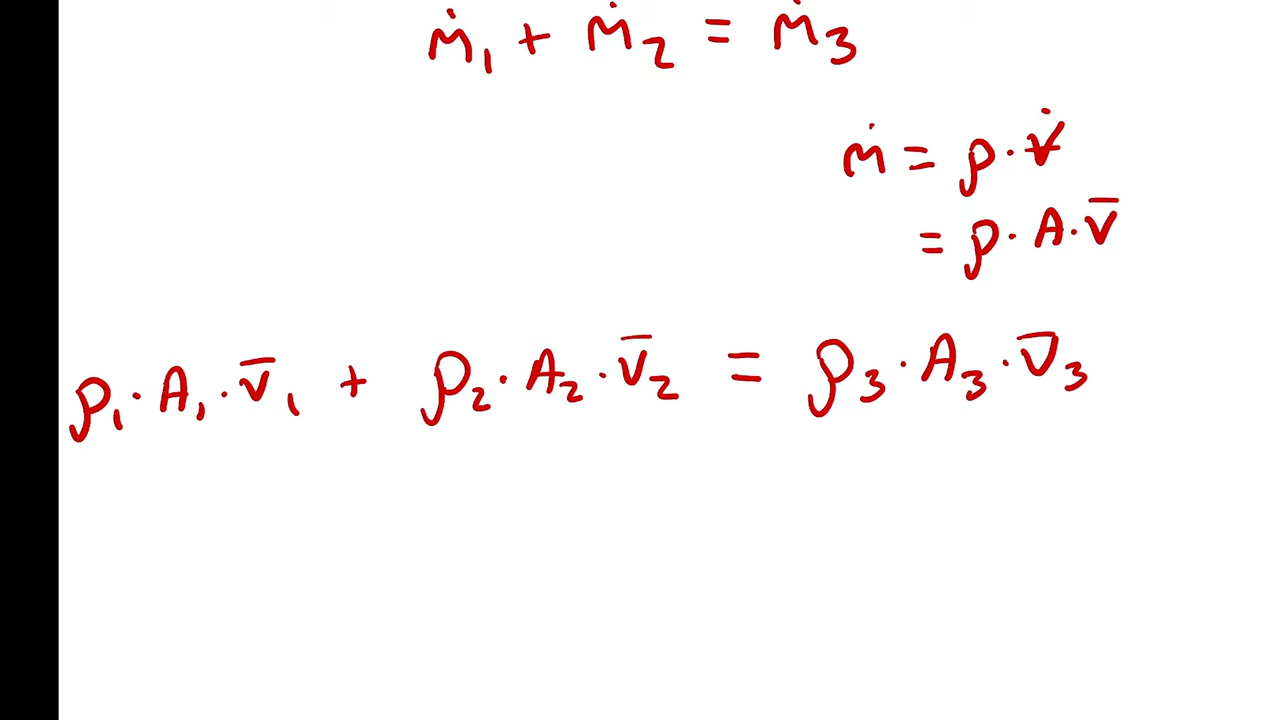 ṁ₁ + ṁ₂ = ṁ₃
ṁ = ρ · V̶̇
= ρ · A · v̄
ρ₁ · A₁ · v̄₁ + ρ₂ · A₂ · v̄₂ = ρ₃ · A₃ · v̄₃